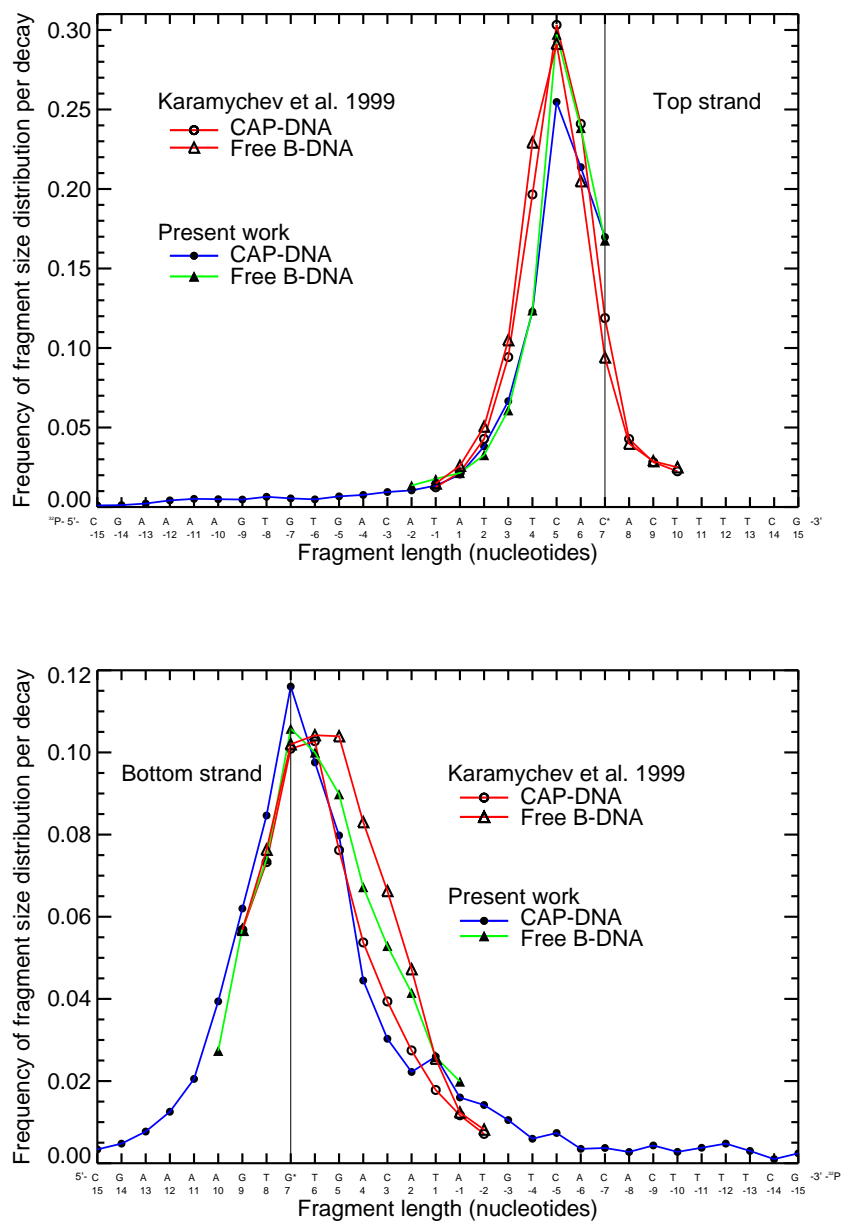 Frequency of fragment size distribution per decay
0.30
0.25
0.20
0.15
0.10
0.05
0.00
Karamychev et al. 1999
CAP-DNA
Free B-DNA
Present work
CAP-DNA
Free B-DNA
Top strand
³²P- 5'- C G A A A A G T G T G A C A T A T G T C A C* A C T T T T C G -3'
-15 -14 -13 -12 -11 -10 -9 -8 -7 -6 -5 -4 -3 -2 -1 1 2 3 4 5 6 7 8 9 10 11 12 13 14 15
Fragment length (nucleotides)
Frequency of fragment size distribution per decay
0.12
0.10
0.08
0.06
0.04
0.02
0.00
Bottom strand
Karamychev et al. 1999
CAP-DNA
Free B-DNA
Present work
CAP-DNA
Free B-DNA
5'- C G A A A A G T G* T G A C A T A T G T C A C A C T T T T C G -3' -³²P
15 14 13 12 11 10 9 8 7 6 5 4 3 2 1 -1 -2 -3 -4 -5 -6 -7 -8 -9 -10 -11 -12 -13 -14 -15
Fragment length (nucleotides)